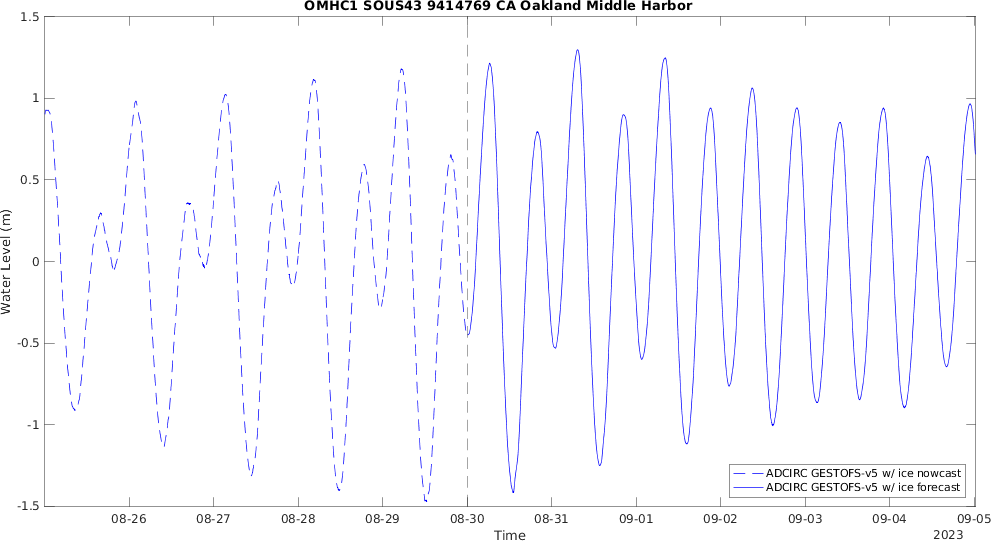 OMHC1 SOUS43 9414769 CA Oakland Middle Harbor
1.5
1
0.5
0
-0.5
-1
-1.5
Water Level (m)
ADCIRC GESTOFS-v5 w/ ice nowcast
ADCIRC GESTOFS-v5 w/ ice forecast
08-26 08-27 08-28 08-29 08-30 08-31 09-01 09-02 09-03 09-04 09-05
Time
2023